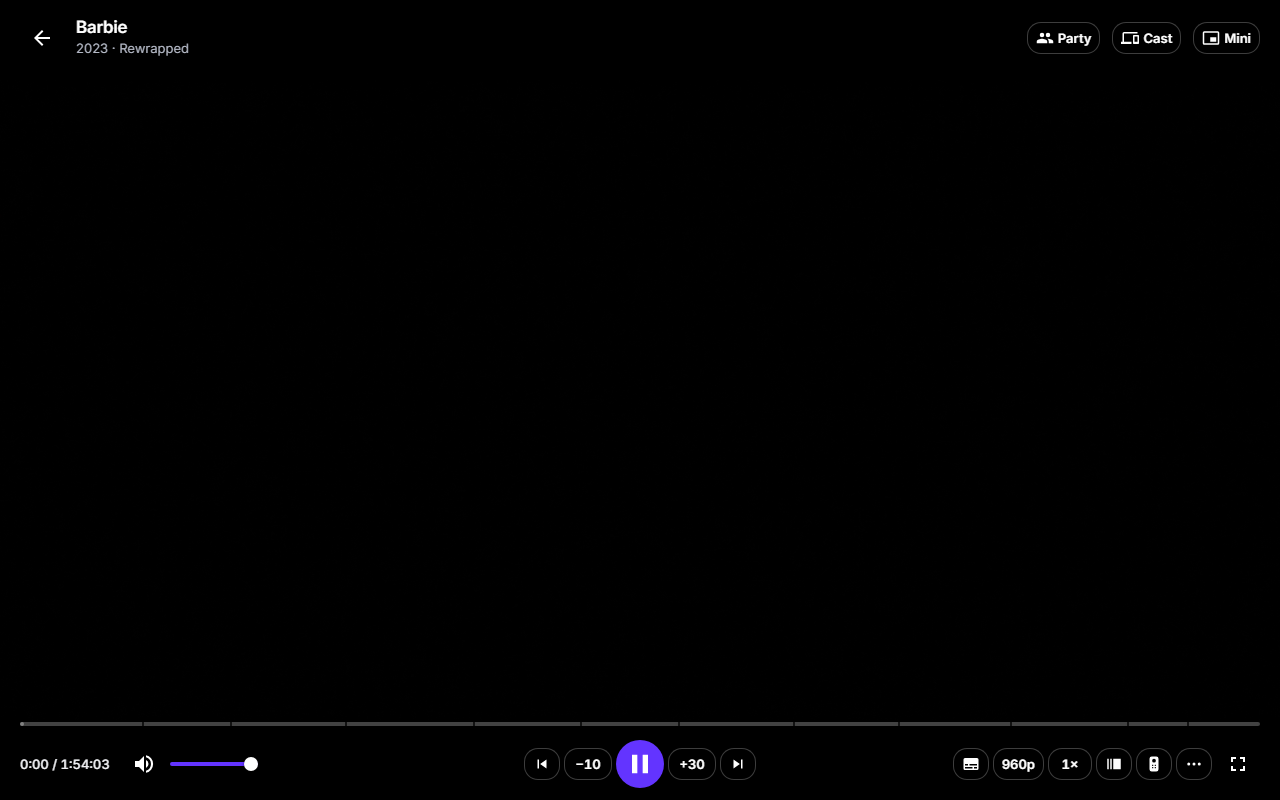 Barbie
2023 · Rewrapped
Party
Cast
Mini
0:00 / 1:54:03
−10
+30
960p
1×